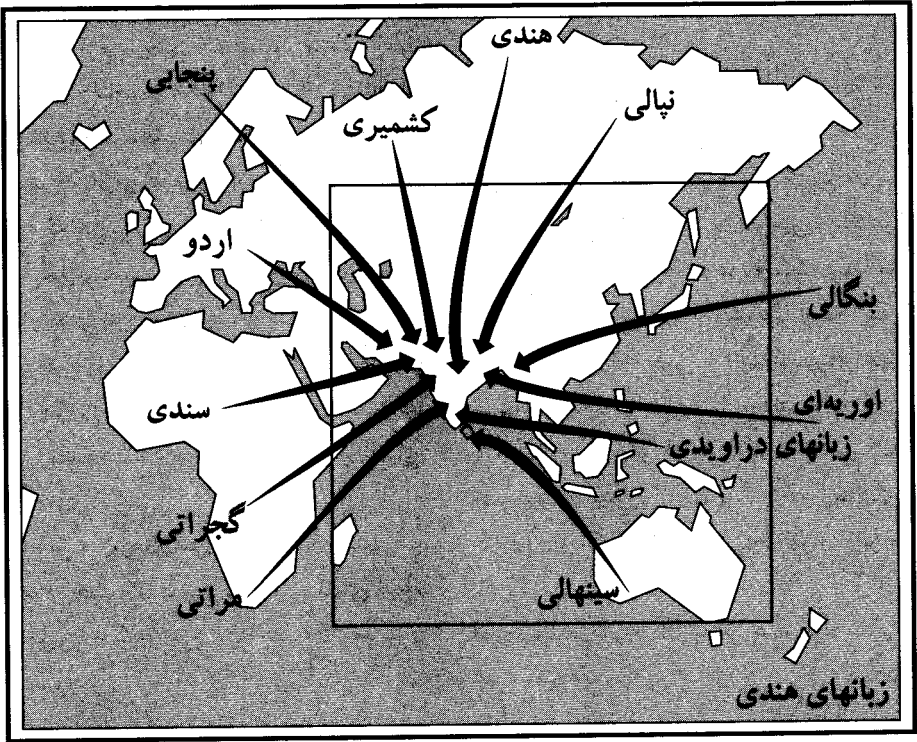 هندی
پنجابی
نپالی
کشمیری
اردو
بنگالی
اوریه‌ای
سندی
زبانهای دراویدی
گجراتی
سینهالی
مراتی
زبانهای هندی